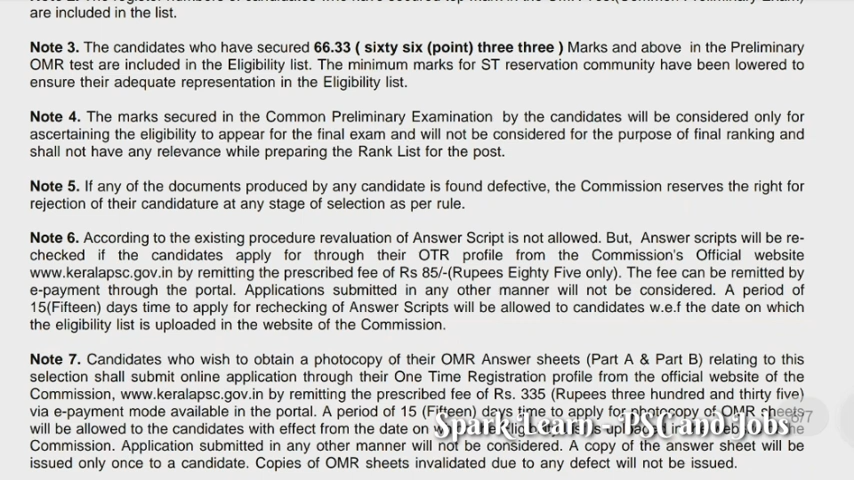 are included in the list.
Note 3. The candidates who have secured 66.33 ( sixty six (point) three three ) Marks and above in the Preliminary
OMR test are included in the Eligibility list. The minimum marks for ST reservation community have been lowered to
ensure their adequate representation in the Eligibility list.
Note 4. The marks secured in the Common Preliminary Examination by the candidates will be considered only for
ascertaining the eligibility to appear for the final exam and will not be considered for the purpose of final ranking and
shall not have any relevance while preparing the Rank List for the post.
Note 5. If any of the documents produced by any candidate is found defective, the Commission reserves the right for
rejection of their candidature at any stage of selection as per rule.
Note 6. According to the existing procedure revaluation of Answer Script is not allowed. But, Answer scripts will be re-
checked if the candidates apply for through their OTR profile from the Commission's Official website
www.keralapsc.gov.in by remitting the prescribed fee of Rs 85/-(Rupees Eighty Five only). The fee can be remitted by
e-payment through the portal. Applications submitted in any other manner will not be considered. A period of
15(Fifteen) days time to apply for rechecking of Answer Scripts will be allowed to candidates w.e.f the date on which
the eligibility list is uploaded in the website of the Commission.
Note 7. Candidates who wish to obtain a photocopy of their OMR Answer sheets (Part A & Part B) relating to this
selection shall submit online application through their One Time Registration profile from the official website of the
Commission, www.keralapsc.gov.in by remitting the prescribed fee of Rs. 335 (Rupees three hundred and thirty five)
via e-payment mode available in the portal. A period of 15 (Fifteen) days time to apply for photocopy of OMR sheets
will be allowed to the candidates with effect from the date on
Spark Learn - PSC and Jobs
Commission. Application submitted in any other manner will not be considered. A copy of the answer sheet will be
issued only once to a candidate. Copies of OMR sheets invalidated due to any defect will not be issued.